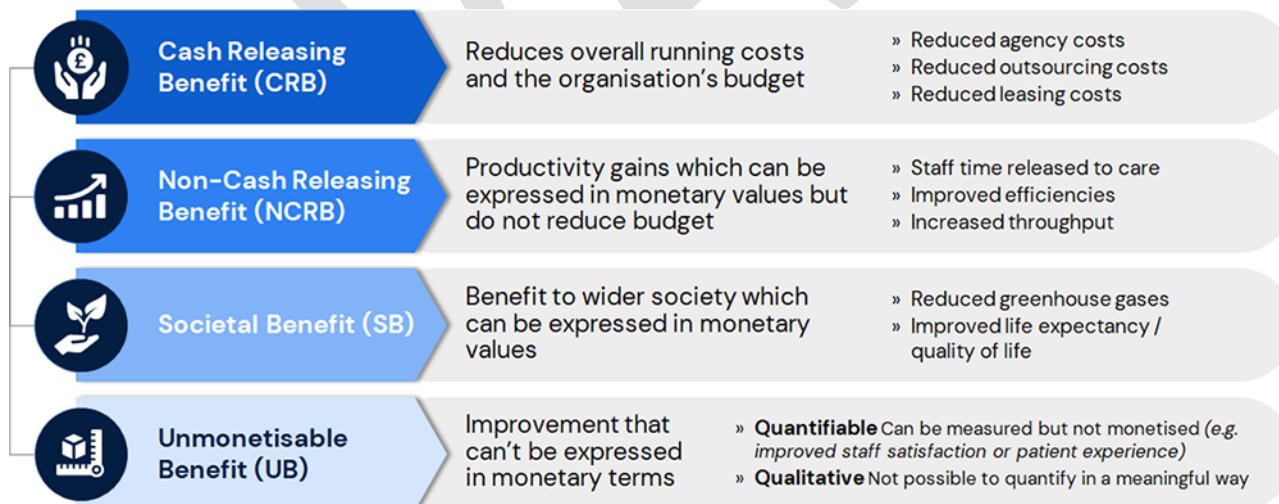 Cash Releasing
Benefit (CRB)
Reduces overall running costs
and the organisation's budget
» Reduced agency costs
» Reduced outsourcing costs
» Reduced leasing costs
Non-Cash Releasing
Benefit (NCRB)
Productivity gains which can be
expressed in monetary values but
do not reduce budget
» Staff time released to care
» Improved efficiencies
» Increased throughput
Societal Benefit (SB)
Benefit to wider society which
can be expressed in monetary
values
» Reduced greenhouse gases
» Improved life expectancy /
quality of life
Unmonetisable
Benefit (UB)
Improvement that
can't be expressed
in monetary terms
» Quantifiable Can be measured but not monetised (e.g.
improved staff satisfaction or patient experience)
» Qualitative Not possible to quantify in a meaningful way